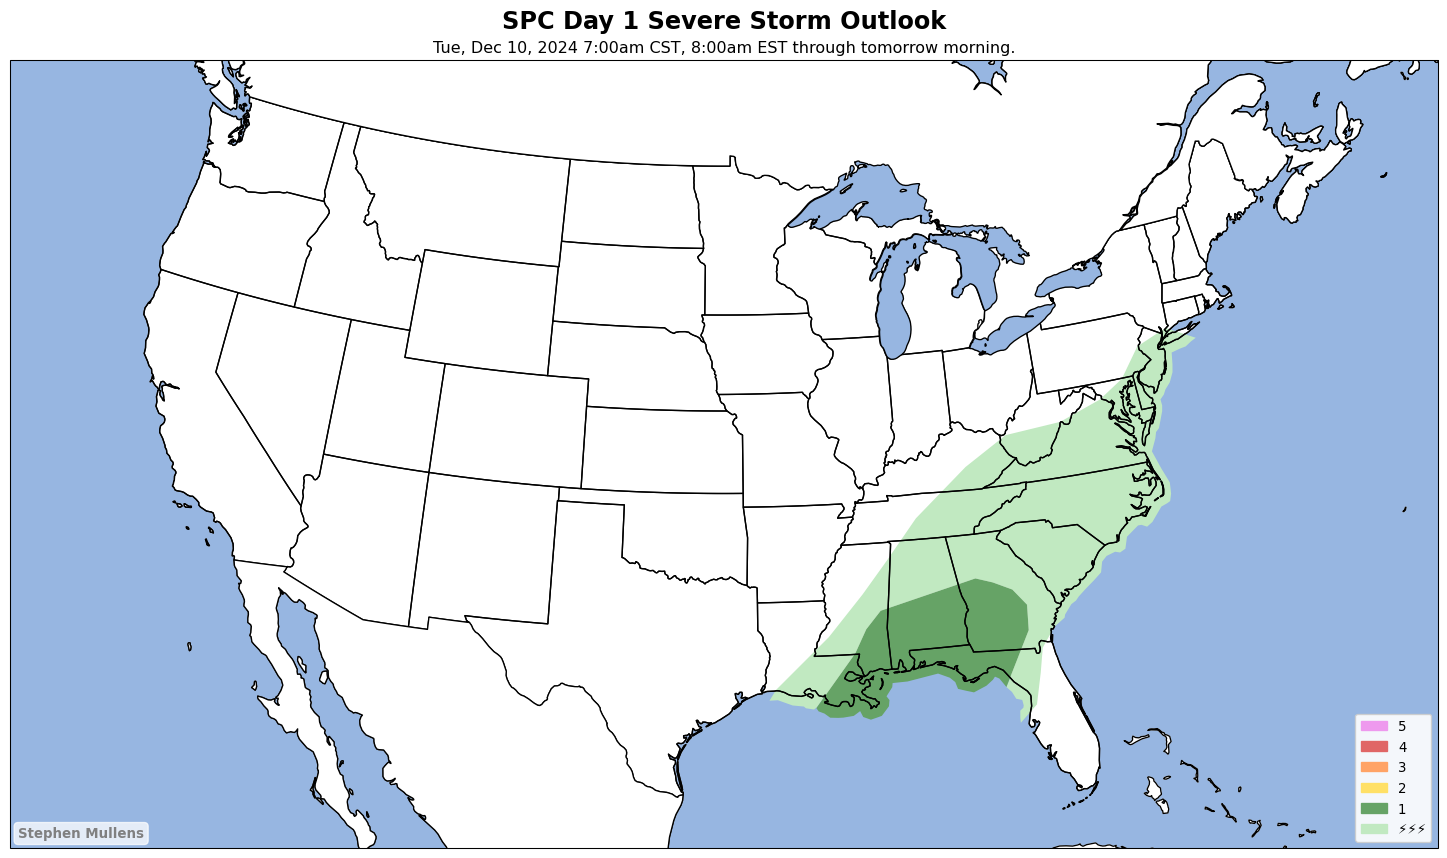 SPC Day 1 Severe Storm Outlook
Tue, Dec 10, 2024 7:00am CST, 8:00am EST through tomorrow morning.
5
4
3
2
1
⚡⚡⚡
Stephen Mullens